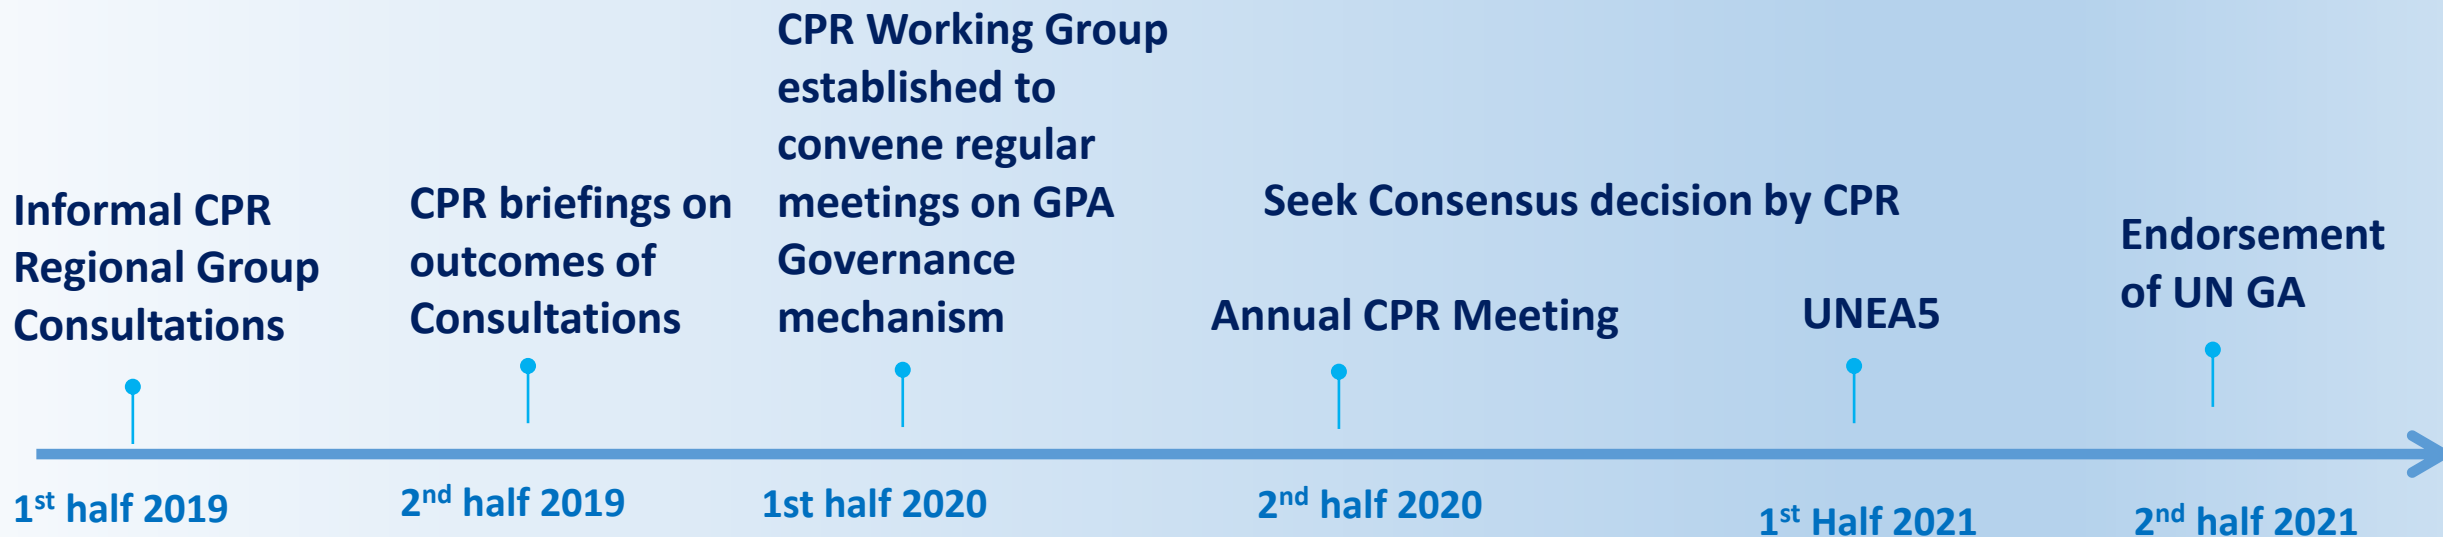 Informal CPR
Regional Group
Consultations
CPR briefings on
outcomes of
Consultations
CPR Working Group
established to
convene regular
meetings on GPA
Governance
mechanism
Seek Consensus decision by CPR
Annual CPR Meeting
UNEA5
Endorsement
of UN GA
1st half 2019
2nd half 2019
1st half 2020
2nd half 2020
1st Half 2021
2nd half 2021